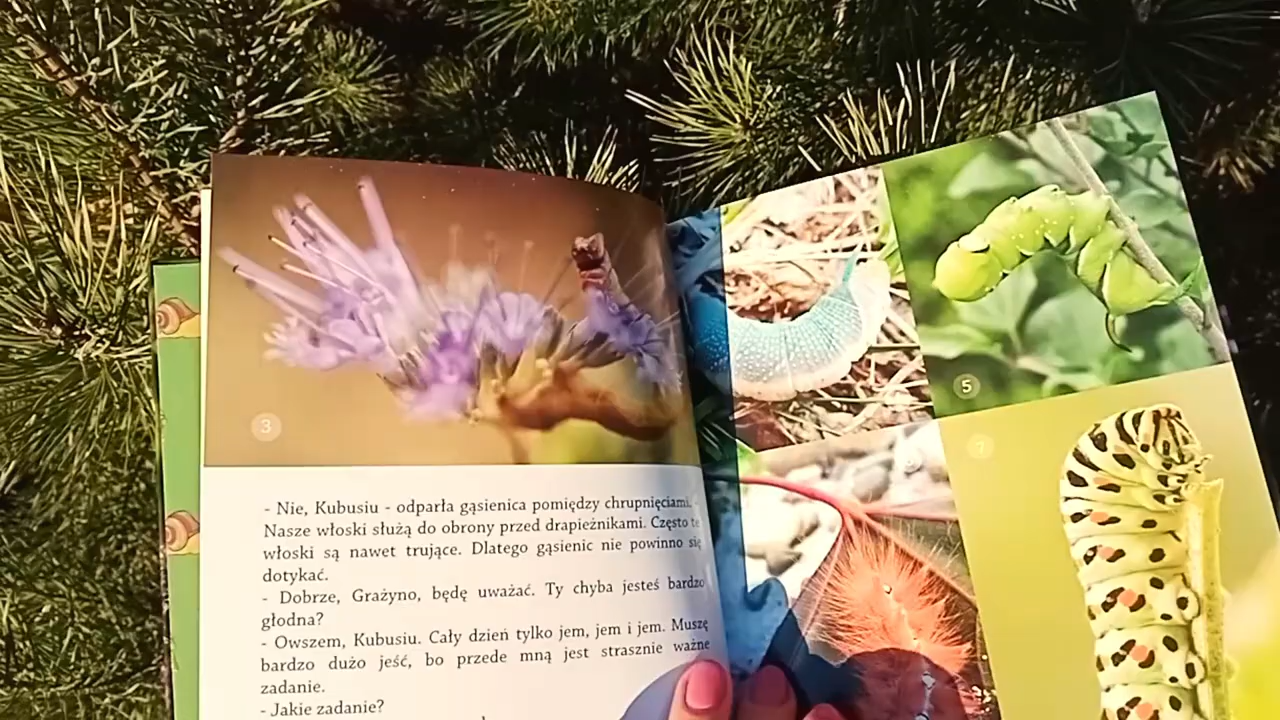 3
- Nie, Kubusiu - odparła gąsienica pomiędzy chrupnięciami. -
Nasze włoski służą do obrony przed drapieżnikami. Często te
włoski są nawet trujące. Dlatego gąsienic nie powinno się
dotykać.
- Dobrze, Grażyno, będę uważać. Ty chyba jesteś bardzo
głodna?
- Owszem, Kubusiu. Cały dzień tylko jem, jem i jem. Muszę
bardzo dużo jeść, bo przede mną jest strasznie ważne
zadanie.
- Jakie zadanie?
5
7